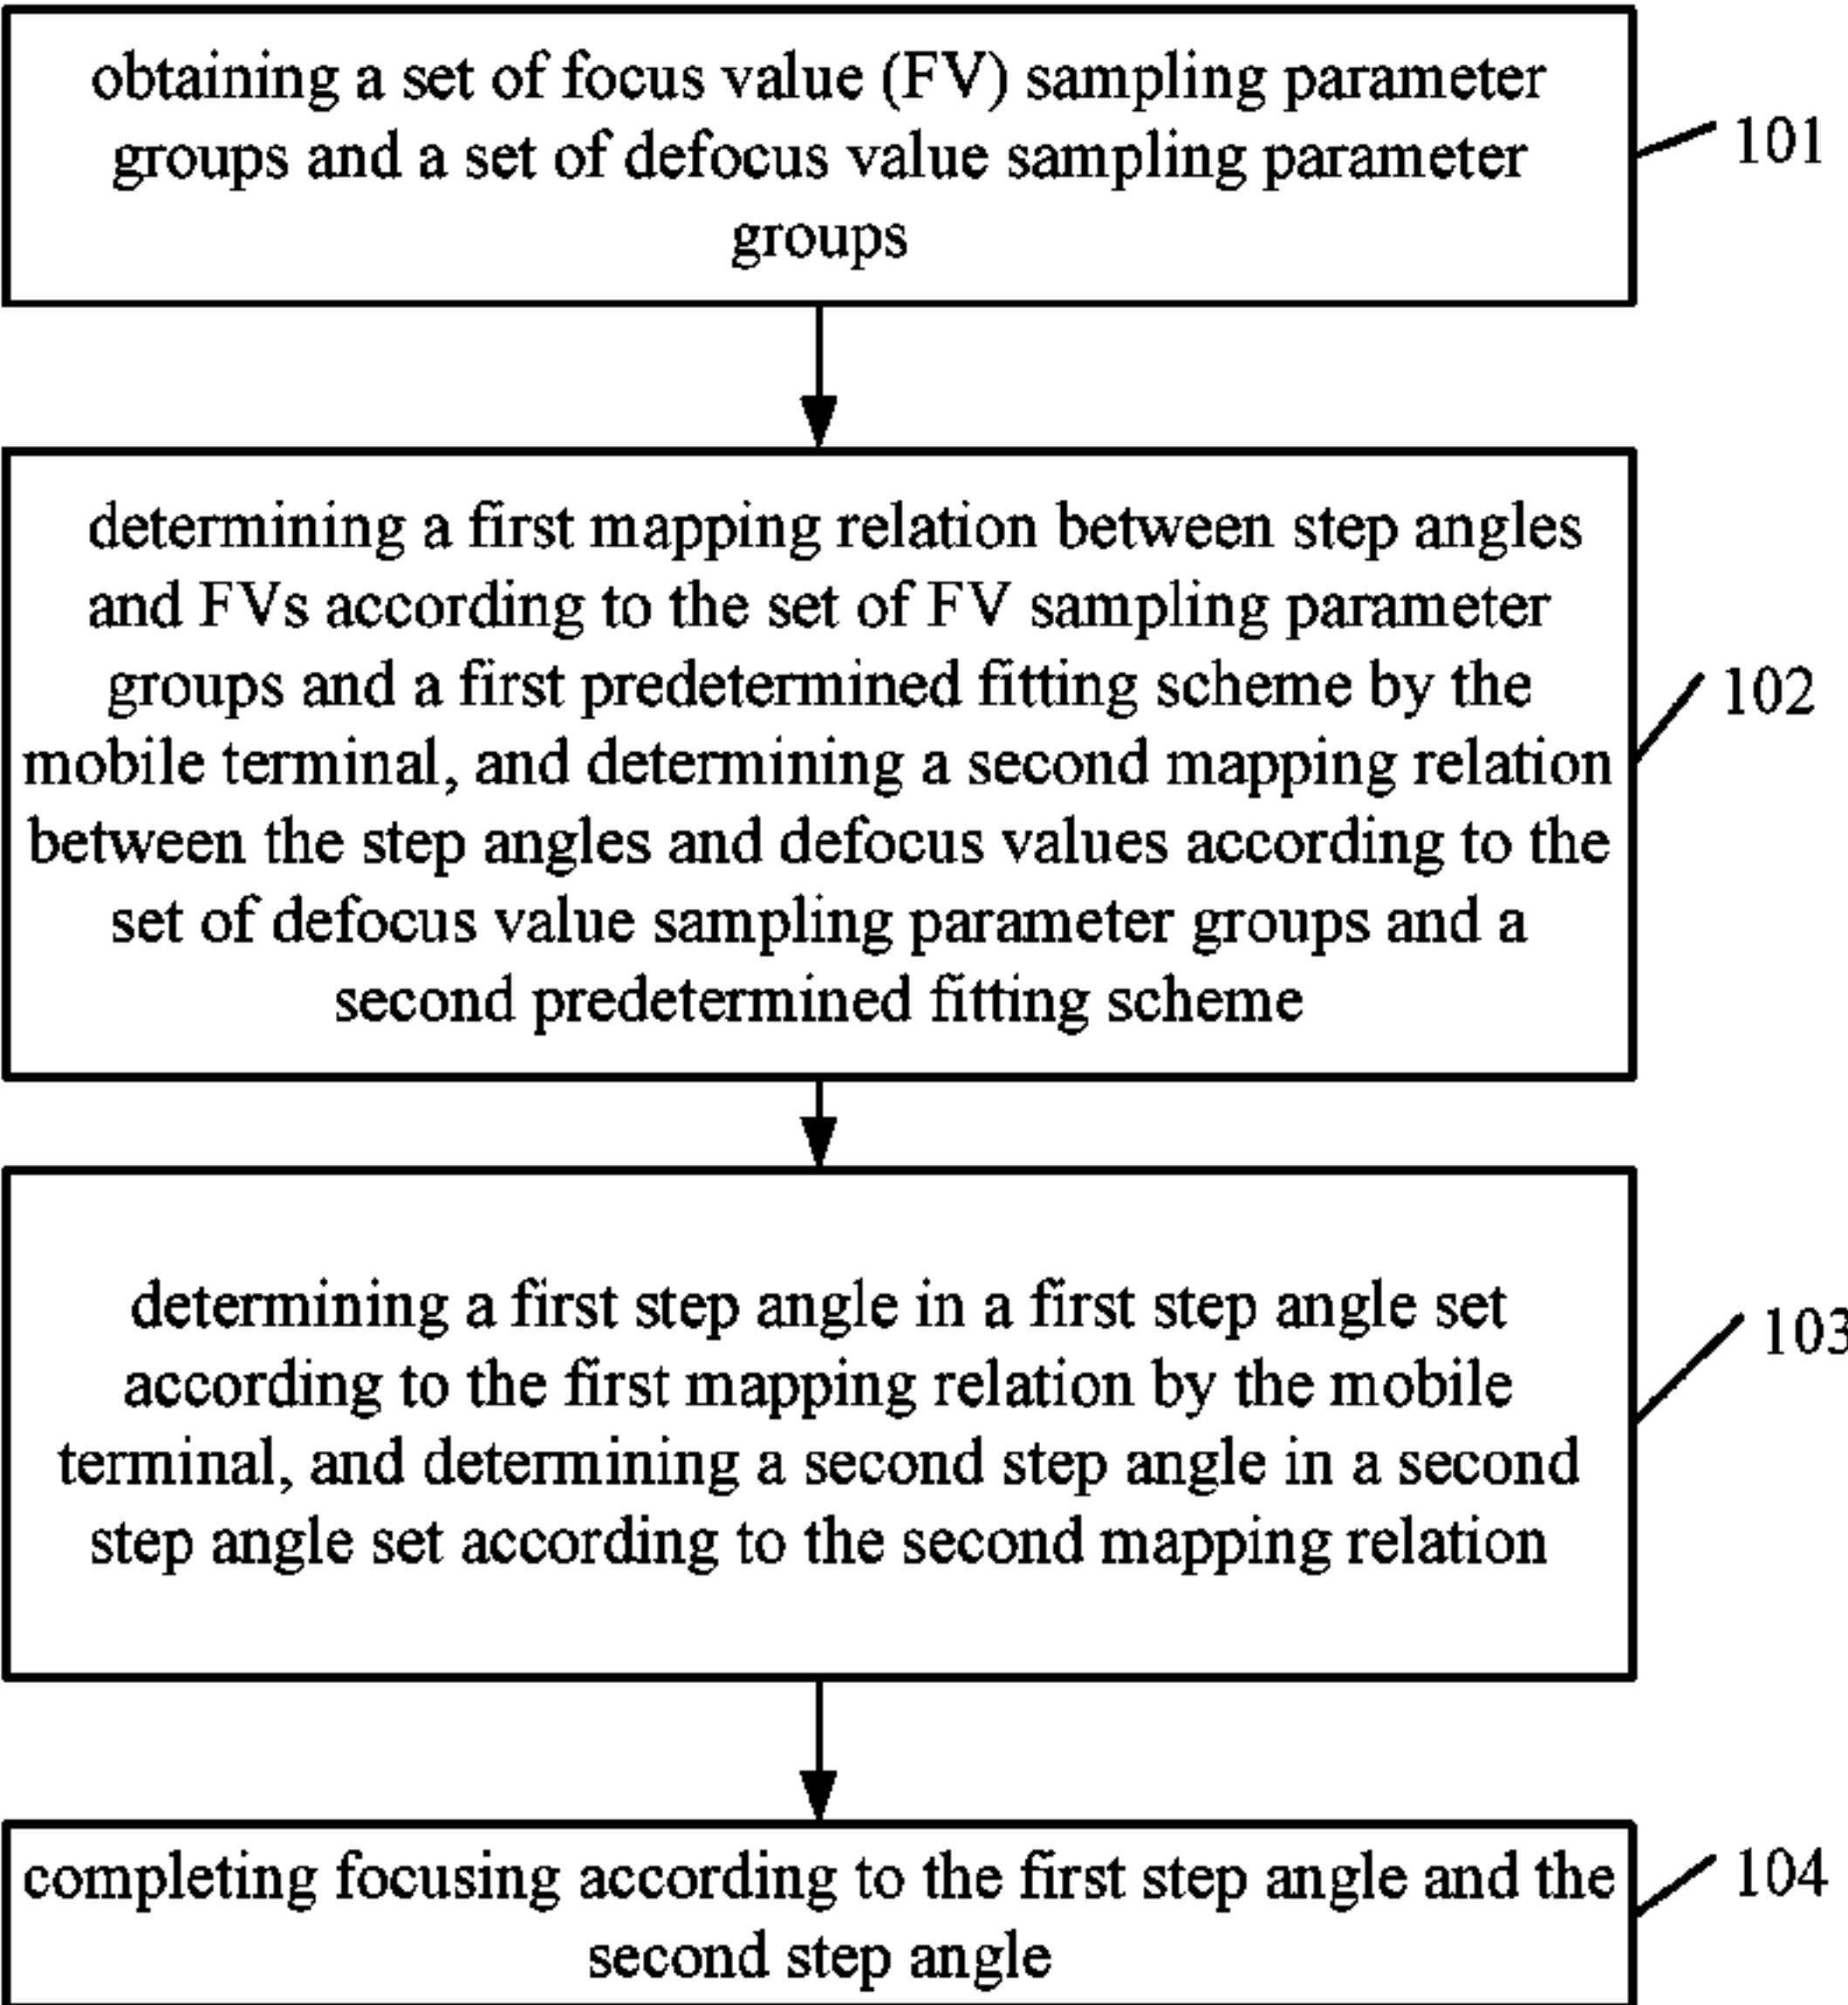 obtaining a set of focus value (FV) sampling parameter
groups and a set of defocus value sampling parameter
groups
101
determining a first mapping relation between step angles
and FVs according to the set of FV sampling parameter
groups and a first predetermined fitting scheme by the
mobile terminal, and determining a second mapping relation
between the step angles and defocus values according to the
set of defocus value sampling parameter groups and a
second predetermined fitting scheme
102
determining a first step angle in a first step angle set
according to the first mapping relation by the mobile
terminal, and determining a second step angle in a second
step angle set according to the second mapping relation
103
completing focusing according to the first step angle and the
second step angle
104